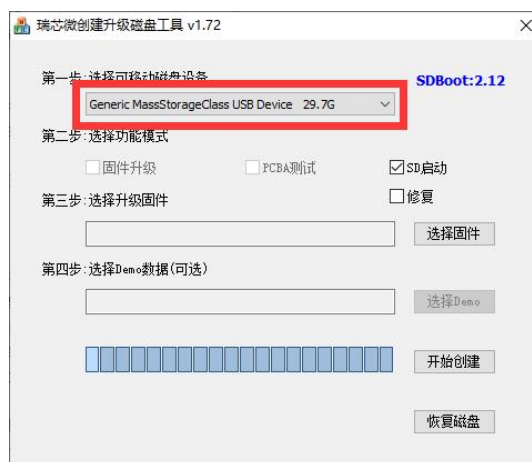 瑞芯微创建升级磁盘工具 v1.72
第一步:选择可移动磁盘设备
SDBoot:2.12
Generic MassStorageClass USB Device 29.7G
第二步:选择功能模式
固件升级
PCBA测试
SD启动
第三步:选择升级固件
修复
选择固件
第四步:选择Demo数据(可选)
选择Demo
开始创建
恢复磁盘